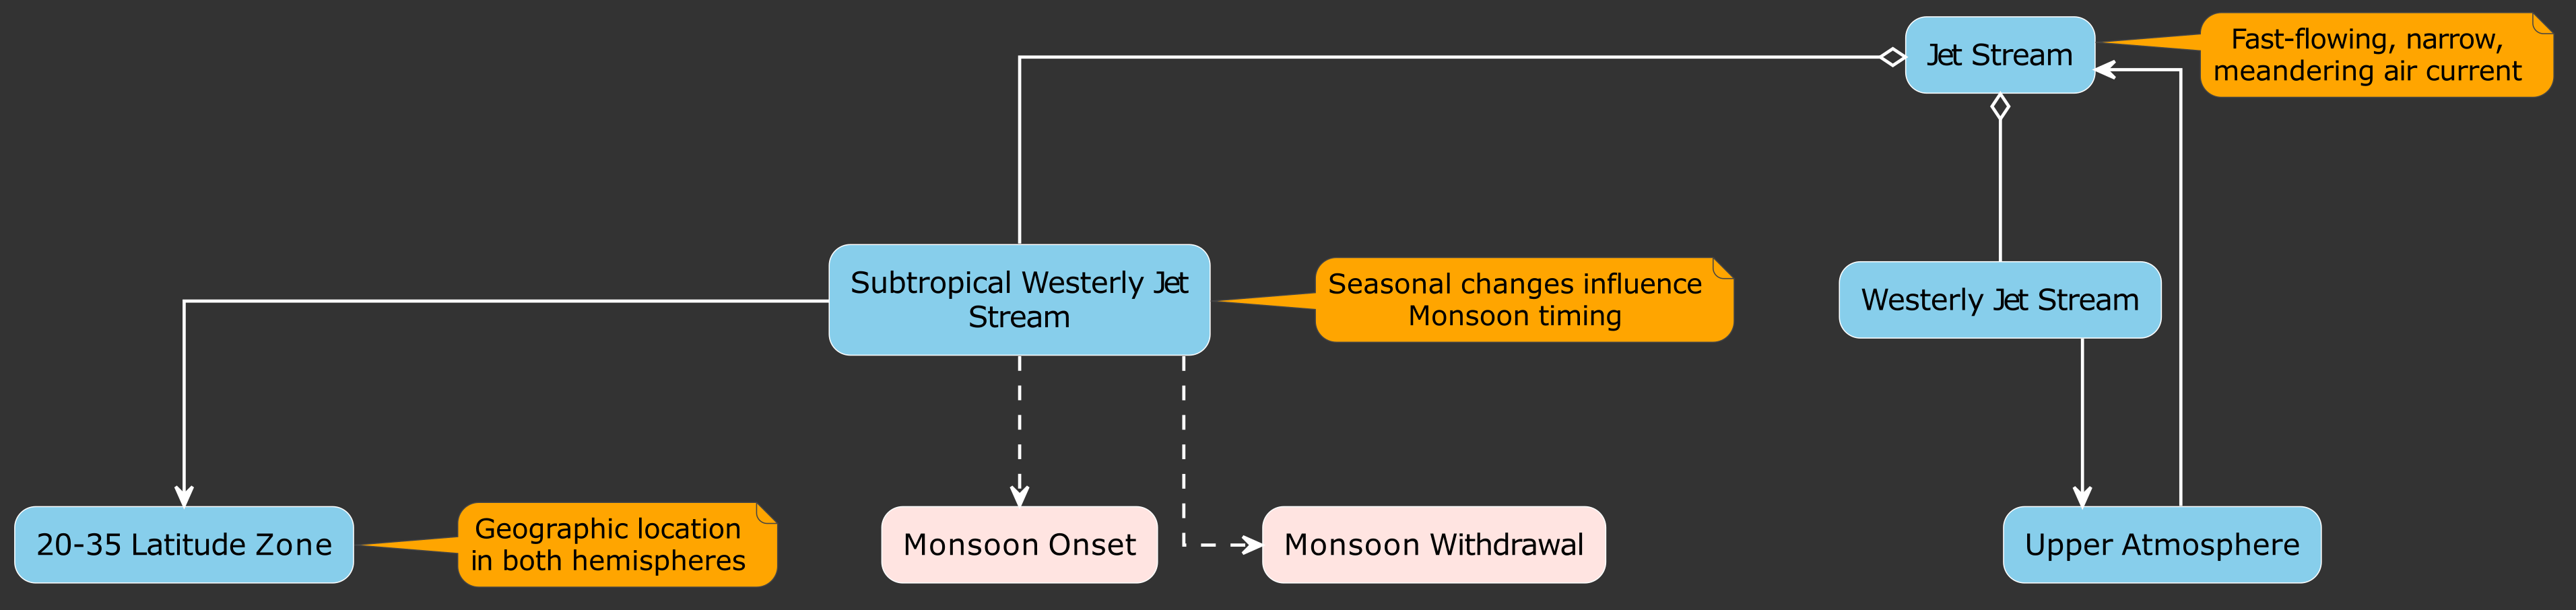 Jet Stream
Fast-flowing, narrow,
meandering air current
Subtropical Westerly Jet
Stream
Seasonal changes influence
Monsoon timing
Westerly Jet Stream
20-35 Latitude Zone
Geographic location
in both hemispheres
Monsoon Onset
Monsoon Withdrawal
Upper Atmosphere